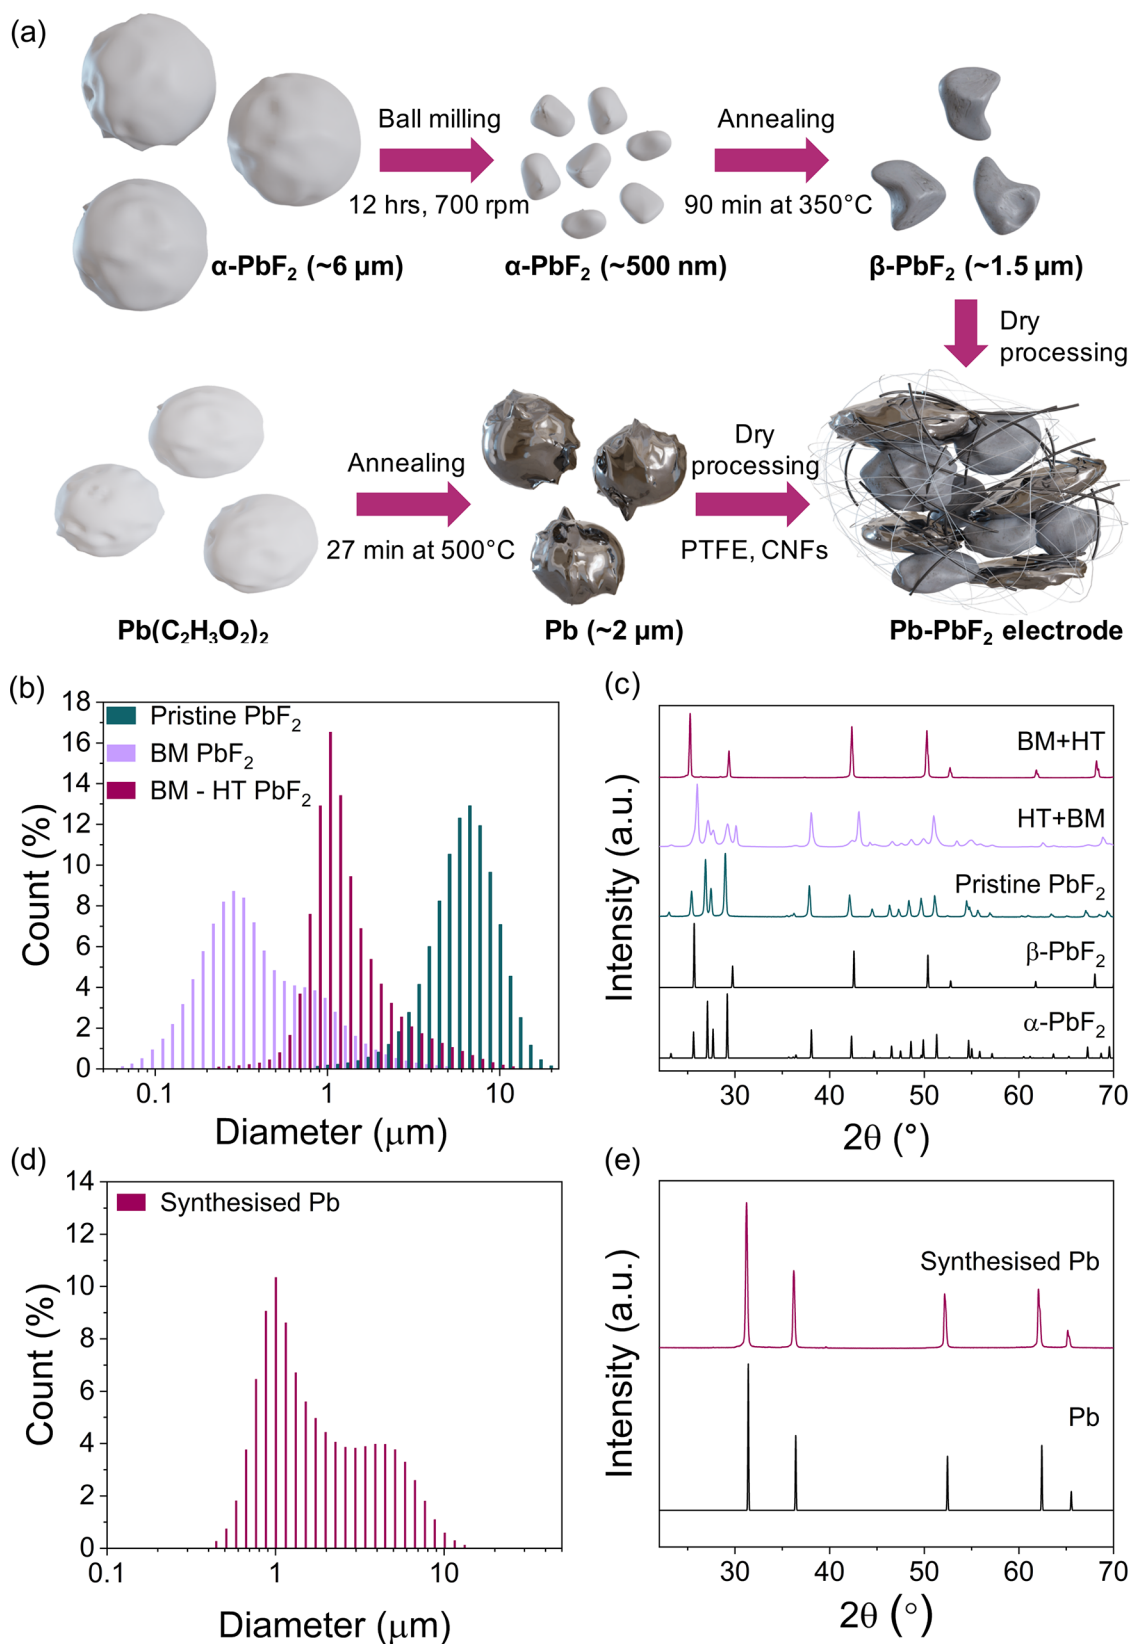 (a)
Ball milling
12 hrs, 700 rpm
Annealing
90 min at 350°C
α-PbF₂ (~6 µm)
α-PbF₂ (~500 nm)
β-PbF₂ (~1.5 µm)
Dry
processing
Annealing
27 min at 500°C
Dry
processing
PTFE, CNFs
Pb(C₂H₃O₂)₂
Pb (~2 µm)
Pb-PbF₂ electrode
(b)
18
16
14
12
10
8
6
4
2
0
Count (%)
Pristine PbF₂
BM PbF₂
BM - HT PbF₂
0.1
1
10
Diameter (µm)
(c)
Intensity (a.u.)
BM+HT
HT+BM
Pristine PbF₂
β-PbF₂
α-PbF₂
30
40
50
60
70
2θ (°)
(d)
14
12
10
8
6
4
2
0
Count (%)
Synthesised Pb
0.1
1
10
Diameter (µm)
(e)
Intensity (a.u.)
Synthesised Pb
Pb
30
40
50
60
70
2θ (°)